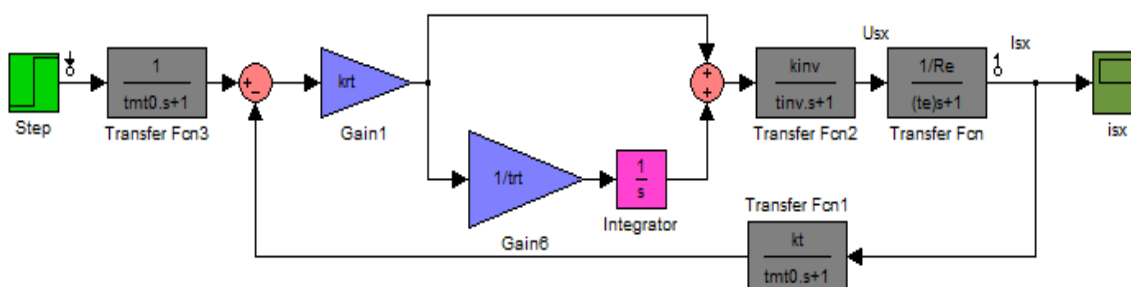 Step
1
tmt0.s+1
Transfer Fcn3
+
−
krt
Gain1
1/trt
Gain6
1
s
Integrator
+
+
kinv
tinv.s+1
Transfer Fcn2
Usx
1/Re
(te)s+1
Transfer Fcn
Isx
isx
Transfer Fcn1
kt
tmt0.s+1